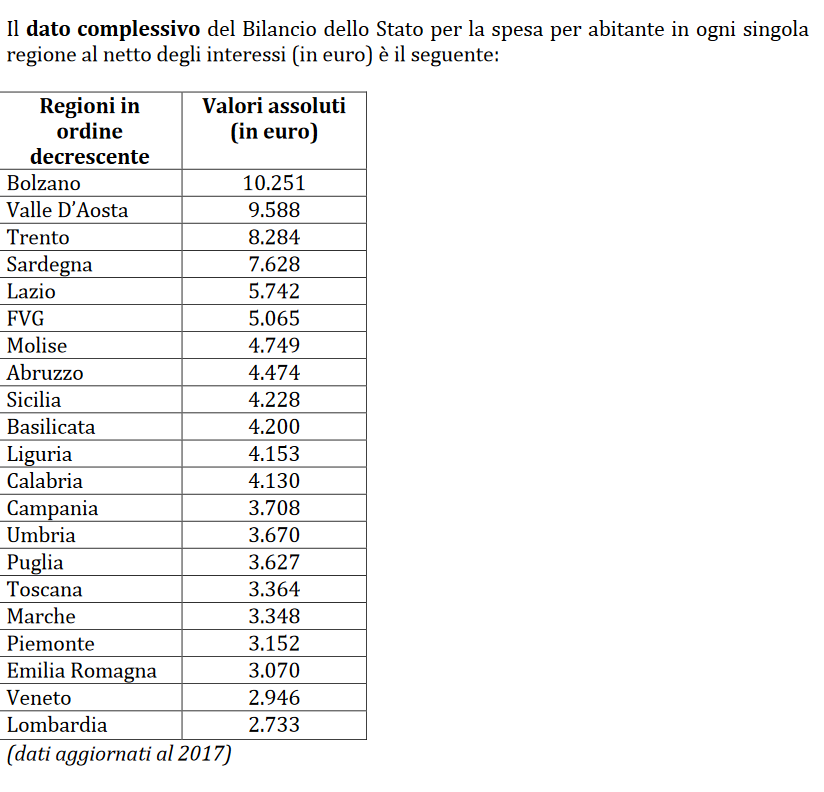 Il dato complessivo del Bilancio dello Stato per la spesa per abitante in ogni singola
regione al netto degli interessi (in euro) è il seguente:
Regioni in
ordine
decrescente
Valori assoluti
(in euro)
Bolzano 10.251
Valle D’Aosta 9.588
Trento 8.284
Sardegna 7.628
Lazio 5.742
FVG 5.065
Molise 4.749
Abruzzo 4.474
Sicilia 4.228
Basilicata 4.200
Liguria 4.153
Calabria 4.130
Campania 3.708
Umbria 3.670
Puglia 3.627
Toscana 3.364
Marche 3.348
Piemonte 3.152
Emilia Romagna 3.070
Veneto 2.946
Lombardia 2.733
(dati aggiornati al 2017)